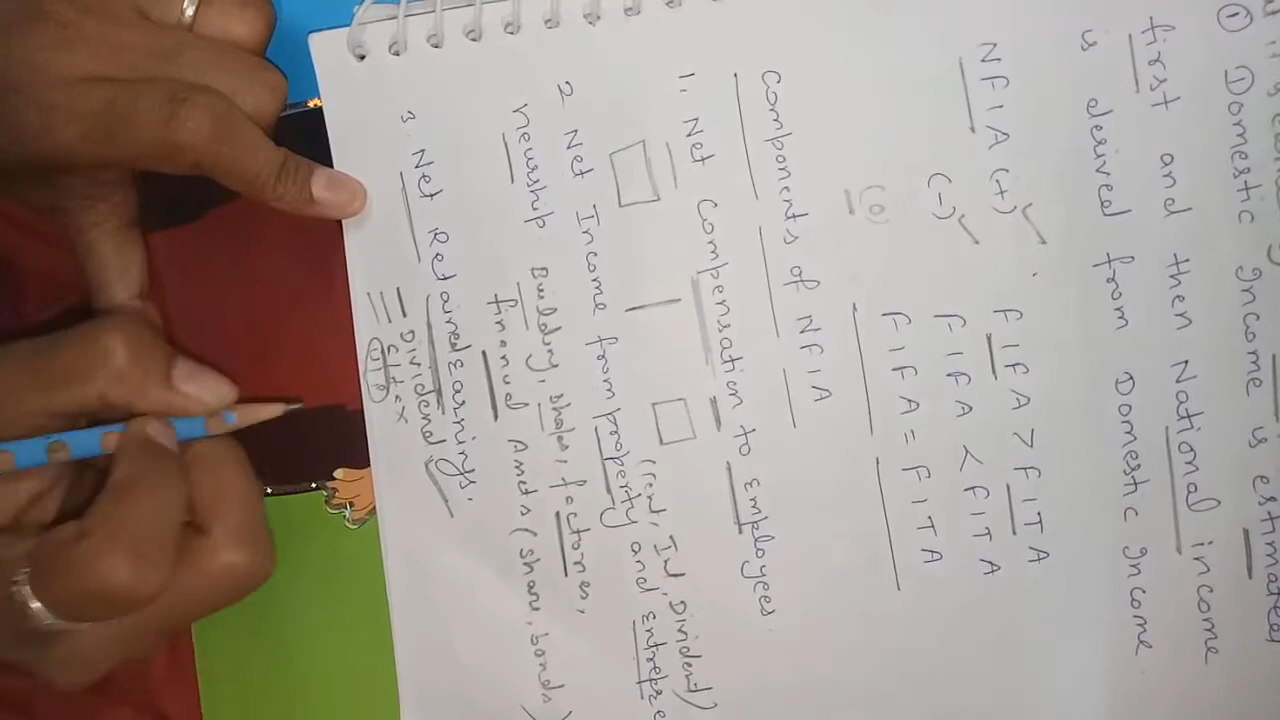 ① Domestic Income is estimated
first and then National income
is derived from Domestic Income
NFIA (+) FIFA > FITA
(-) FIFA < FITA
(0) FIFA = FITA
Components of NFIA
1. Net Compensation to Employees
(rent, Int, Dividend)
2 Net Income from property and entrepre
neurship Building, Shops, factories,
financial Assets (share, bonds)
3. Net Retained Earnings.
- Dividend
C/tax